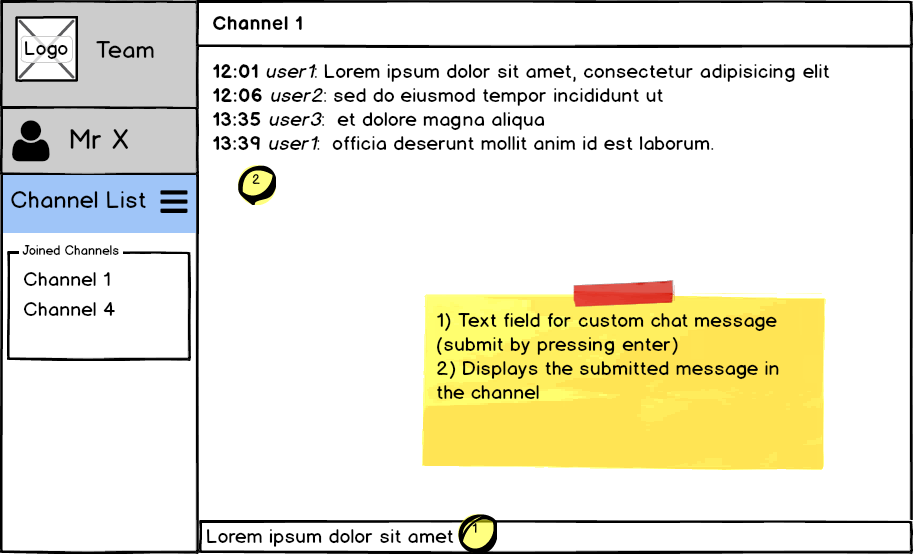 Logo
Team
Mr X
Channel List
Joined Channels
Channel 1
Channel 4
Channel 1
12:01 user1: Lorem ipsum dolor sit amet, consectetur adipisicing elit
12:06 user2: sed do eiusmod tempor incididunt ut
13:35 user3: et dolore magna aliqua
13:39 user1: officia deserunt mollit anim id est laborum.
2
1) Text field for custom chat message
(submit by pressing enter)
2) Displays the submitted message in
the channel
Lorem ipsum dolor sit amet
1